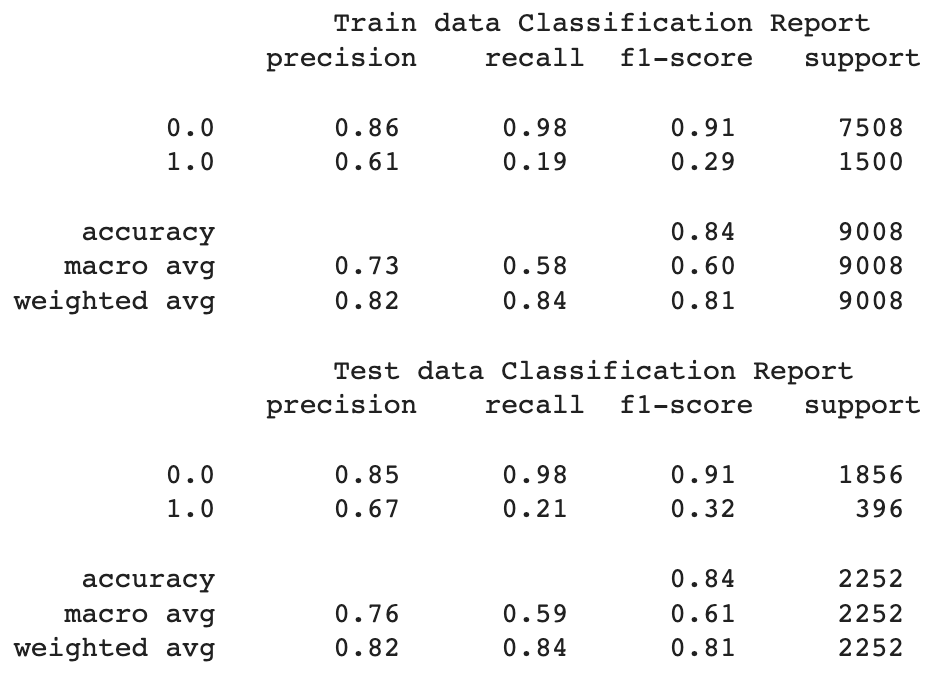 Train data Classification Report
precision recall f1-score support
0.0 0.86 0.98 0.91 7508
1.0 0.61 0.19 0.29 1500
accuracy 0.84 9008
macro avg 0.73 0.58 0.60 9008
weighted avg 0.82 0.84 0.81 9008
Test data Classification Report
precision recall f1-score support
0.0 0.85 0.98 0.91 1856
1.0 0.67 0.21 0.32 396
accuracy 0.84 2252
macro avg 0.76 0.59 0.61 2252
weighted avg 0.82 0.84 0.81 2252